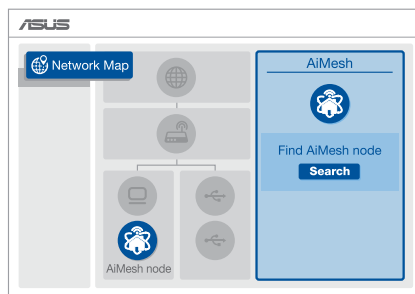 ASUS
Network Map
AiMesh
Find AiMesh node
Search
AiMesh node